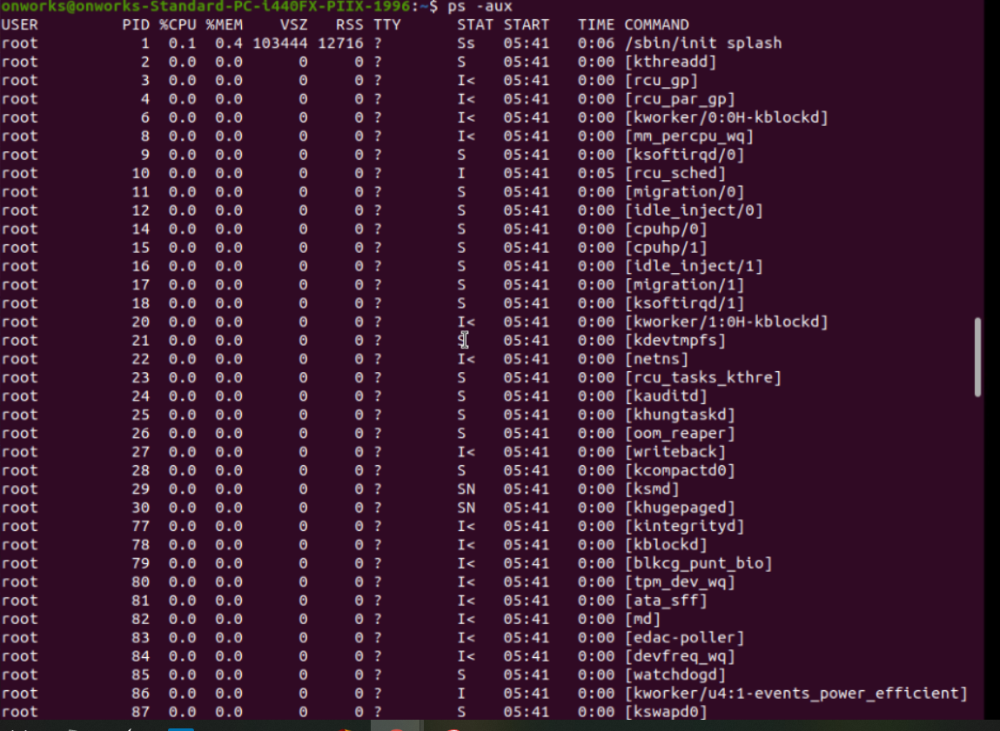 onworks@onworks-Standard-PC-i440FX-PIIX-1996:~$ ps -aux
USER PID %CPU %MEM VSZ RSS TTY STAT START TIME COMMAND
root 1 0.1 0.4 103444 12716 ? Ss 05:41 0:06 /sbin/init splash
root 2 0.0 0.0 0 0 ? S 05:41 0:00 [kthreadd]
root 3 0.0 0.0 0 0 ? I< 05:41 0:00 [rcu_gp]
root 4 0.0 0.0 0 0 ? I< 05:41 0:00 [rcu_par_gp]
root 6 0.0 0.0 0 0 ? I< 05:41 0:00 [kworker/0:0H-kblockd]
root 8 0.0 0.0 0 0 ? I< 05:41 0:00 [mm_percpu_wq]
root 9 0.0 0.0 0 0 ? S 05:41 0:00 [ksoftirqd/0]
root 10 0.0 0.0 0 0 ? I 05:41 0:05 [rcu_sched]
root 11 0.0 0.0 0 0 ? S 05:41 0:00 [migration/0]
root 12 0.0 0.0 0 0 ? S 05:41 0:00 [idle_inject/0]
root 14 0.0 0.0 0 0 ? S 05:41 0:00 [cpuhp/0]
root 15 0.0 0.0 0 0 ? S 05:41 0:00 [cpuhp/1]
root 16 0.0 0.0 0 0 ? S 05:41 0:00 [idle_inject/1]
root 17 0.0 0.0 0 0 ? S 05:41 0:00 [migration/1]
root 18 0.0 0.0 0 0 ? S 05:41 0:00 [ksoftirqd/1]
root 20 0.0 0.0 0 0 ? I< 05:41 0:00 [kworker/1:0H-kblockd]
root 21 0.0 0.0 0 0 ? S 05:41 0:00 [kdevtmpfs]
root 22 0.0 0.0 0 0 ? I< 05:41 0:00 [netns]
root 23 0.0 0.0 0 0 ? S 05:41 0:00 [rcu_tasks_kthre]
root 24 0.0 0.0 0 0 ? S 05:41 0:00 [kauditd]
root 25 0.0 0.0 0 0 ? S 05:41 0:00 [khungtaskd]
root 26 0.0 0.0 0 0 ? S 05:41 0:00 [oom_reaper]
root 27 0.0 0.0 0 0 ? I< 05:41 0:00 [writeback]
root 28 0.0 0.0 0 0 ? S 05:41 0:00 [kcompactd0]
root 29 0.0 0.0 0 0 ? SN 05:41 0:00 [ksmd]
root 30 0.0 0.0 0 0 ? SN 05:41 0:00 [khugepaged]
root 77 0.0 0.0 0 0 ? I< 05:41 0:00 [kintegrityd]
root 78 0.0 0.0 0 0 ? I< 05:41 0:00 [kblockd]
root 79 0.0 0.0 0 0 ? I< 05:41 0:00 [blkcg_punt_bio]
root 80 0.0 0.0 0 0 ? I< 05:41 0:00 [tpm_dev_wq]
root 81 0.0 0.0 0 0 ? I< 05:41 0:00 [ata_sff]
root 82 0.0 0.0 0 0 ? I< 05:41 0:00 [md]
root 83 0.0 0.0 0 0 ? I< 05:41 0:00 [edac-poller]
root 84 0.0 0.0 0 0 ? I< 05:41 0:00 [devfreq_wq]
root 85 0.0 0.0 0 0 ? S 05:41 0:00 [watchdogd]
root 86 0.0 0.0 0 0 ? I 05:41 0:00 [kworker/u4:1-events_power_efficient]
root 87 0.0 0.0 0 0 ? S 05:41 0:00 [kswapd0]